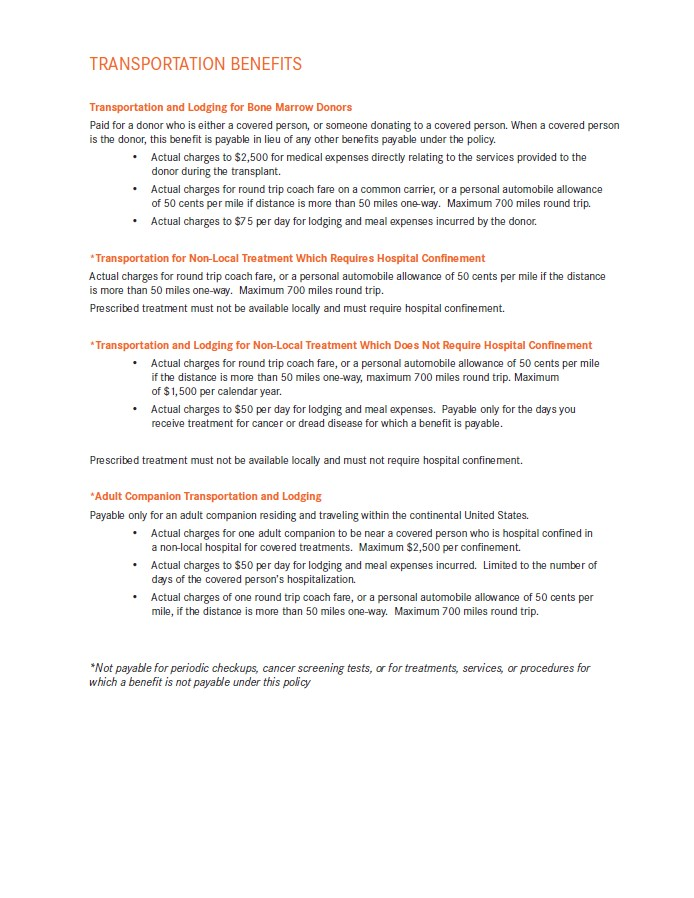 TRANSPORTATION BENEFITS
Transportation and Lodging for Bone Marrow Donors
Paid for a donor who is either a covered person, or someone donating to a covered person. When a covered person
is the donor, this benefit is payable in lieu of any other benefits payable under the policy.
• Actual charges to $2,500 for medical expenses directly relating to the services provided to the
donor during the transplant.
• Actual charges for round trip coach fare on a common carrier, or a personal automobile allowance
of 50 cents per mile if distance is more than 50 miles one-way. Maximum 700 miles round trip.
• Actual charges to $75 per day for lodging and meal expenses incurred by the donor.
*Transportation for Non-Local Treatment Which Requires Hospital Confinement
Actual charges for round trip coach fare, or a personal automobile allowance of 50 cents per mile if the distance
is more than 50 miles one-way. Maximum 700 miles round trip.
Prescribed treatment must not be available locally and must require hospital confinement.
*Transportation and Lodging for Non-Local Treatment Which Does Not Require Hospital Confinement
• Actual charges for round trip coach fare, or a personal automobile allowance of 50 cents per mile
if the distance is more than 50 miles one-way, maximum 700 miles round trip. Maximum
of $1,500 per calendar year.
• Actual charges to $50 per day for lodging and meal expenses. Payable only for the days you
receive treatment for cancer or dread disease for which a benefit is payable.
Prescribed treatment must not be available locally and must not require hospital confinement.
*Adult Companion Transportation and Lodging
Payable only for an adult companion residing and traveling within the continental United States.
• Actual charges for one adult companion to be near a covered person who is hospital confined in
a non-local hospital for covered treatments. Maximum $2,500 per confinement.
• Actual charges to $50 per day for lodging and meal expenses incurred. Limited to the number of
days of the covered person's hospitalization.
• Actual charges of one round trip coach fare, or a personal automobile allowance of 50 cents per
mile, if the distance is more than 50 miles one-way. Maximum 700 miles round trip.
*Not payable for periodic checkups, cancer screening tests, or for treatments, services, or procedures for
which a benefit is not payable under this policy